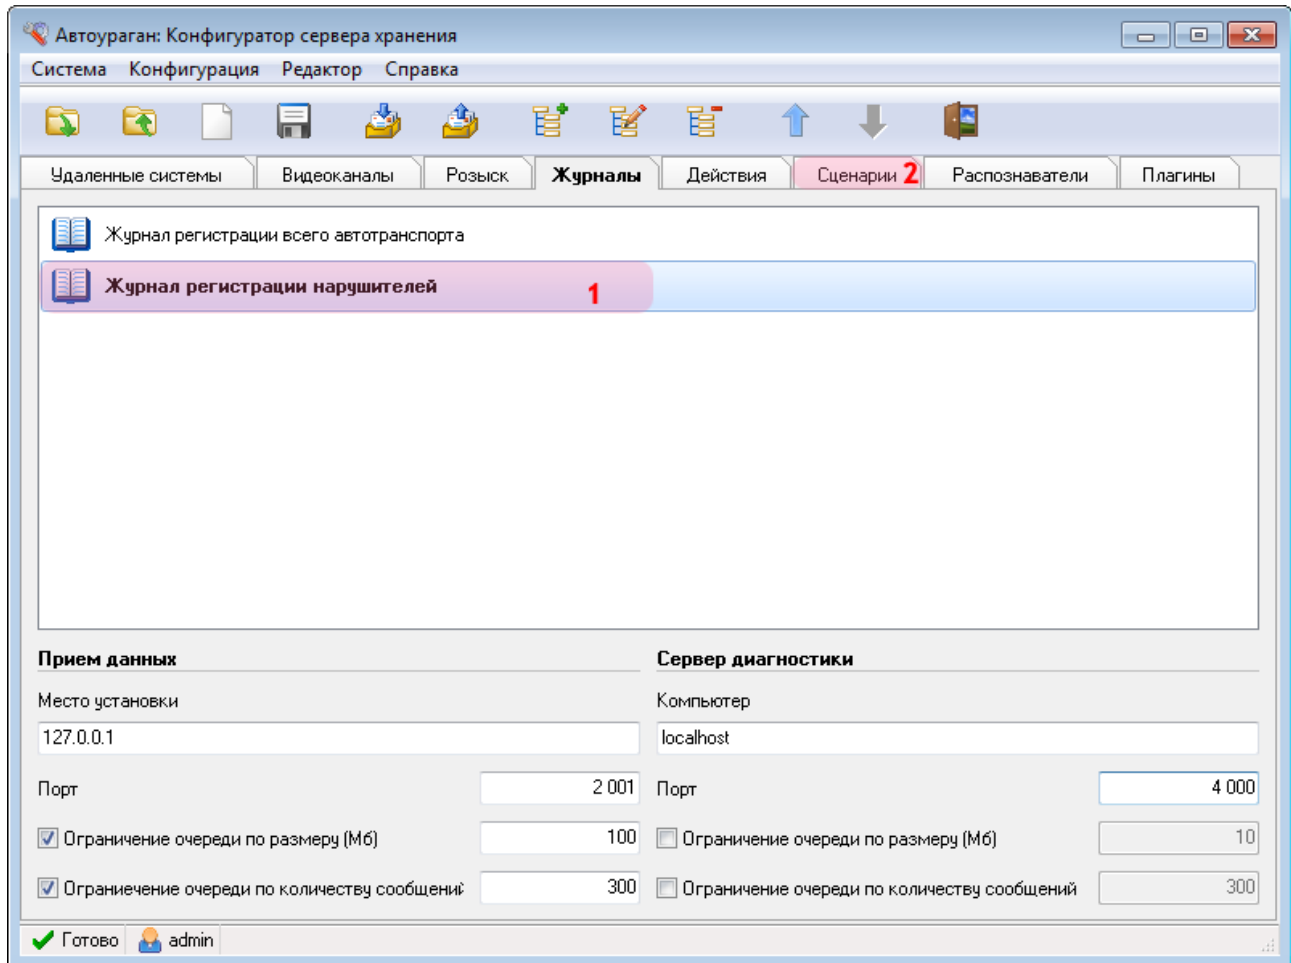 Автоураган: Конфигуратор сервера хранения
Система Конфигурация Редактор Справка
Удаленные системы Видеоканалы Розыск Журналы Действия Сценарии 2 Распознаватели Плагины
Журнал регистрации всего автотранспорта
Журнал регистрации нарушителей 1
Прием данных Сервер диагностики
Место установки Компьютер
127.0.0.1 localhost
Порт 2 001 Порт 4 000
Ограничение очереди по размеру (Мб) 100 Ограничение очереди по размеру (Мб) 10
Ограниечение очереди по количеству сообщений 300 Ограничение очереди по количеству сообщений 300
Готово admin